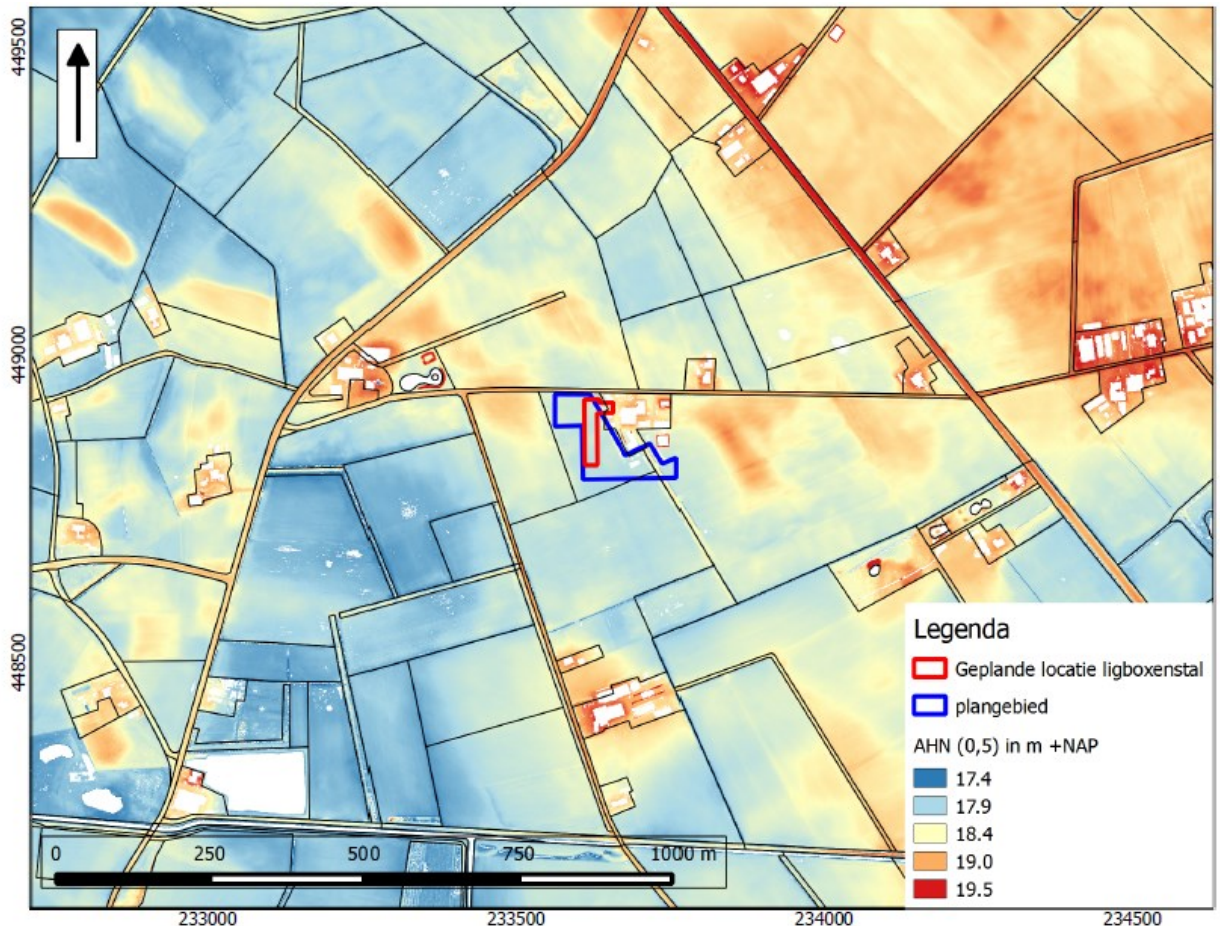 449500
449000
448500
Legenda
Geplande locatie ligboxenstal
plangebied
AHN (0,5) in m +NAP
17.4
17.9
18.4
19.0
19.5
0 250 500 750 1000 m
233000 233500 234000 234500